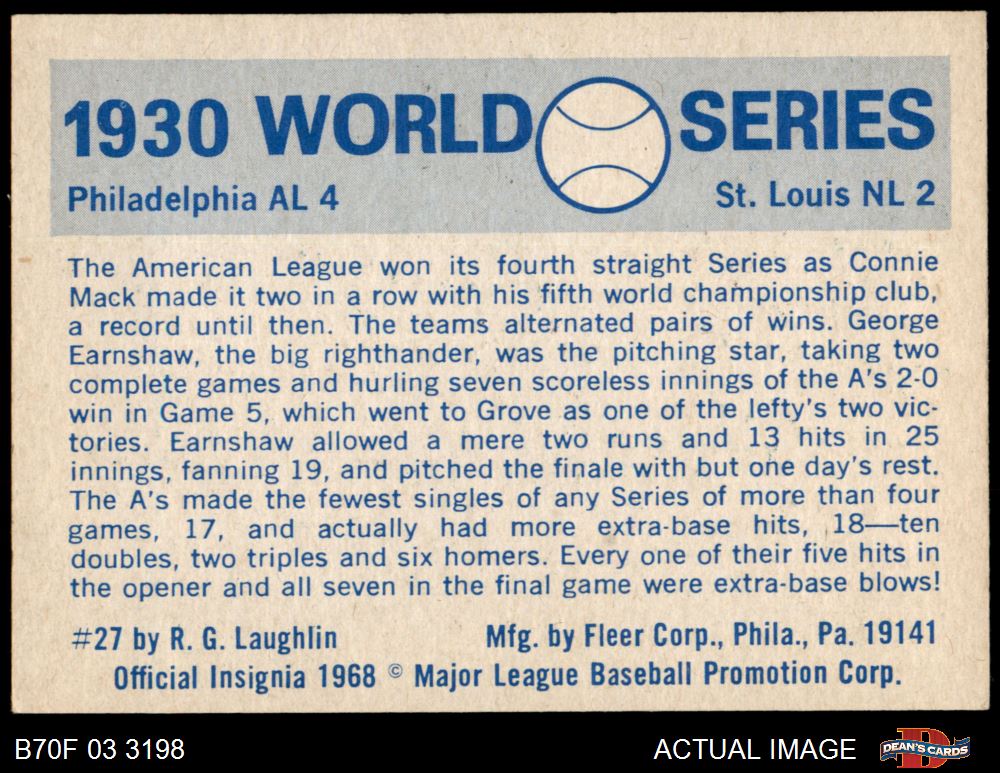 1930 WORLD SERIES
Philadelphia AL 4 St. Louis NL 2
The American League won its fourth straight Series as Connie
Mack made it two in a row with his fifth world championship club,
a record until then. The teams alternated pairs of wins. George
Earnshaw, the big righthander, was the pitching star, taking two
complete games and hurling seven scoreless innings of the A's 2-0
win in Game 5, which went to Grove as one of the lefty's two vic-
tories. Earnshaw allowed a mere two runs and 13 hits in 25
innings, fanning 19, and pitched the finale with but one day's rest.
The A's made the fewest singles of any Series of more than four
games, 17, and actually had more extra-base hits, 18—ten
doubles, two triples and six homers. Every one of their five hits in
the opener and all seven in the final game were extra-base blows!
#27 by R. G. Laughlin Mfg. by Fleer Corp., Phila., Pa. 19141
Official Insignia 1968 © Major League Baseball Promotion Corp.
B70F 03 3198 ACTUAL IMAGE DEAN'S CARDS